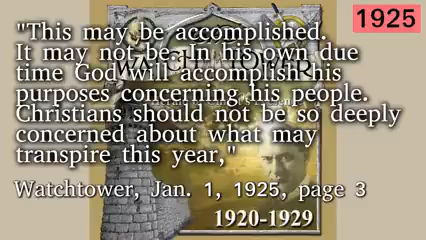 1925
"This may be accomplished.
It may not be. In his own due
time God will accomplish his
purposes concerning his people.
Christians should not be so deeply
concerned about what may
transpire this year,"
Watchtower, Jan. 1, 1925, page 3
WATCH TOWER
1920-1929